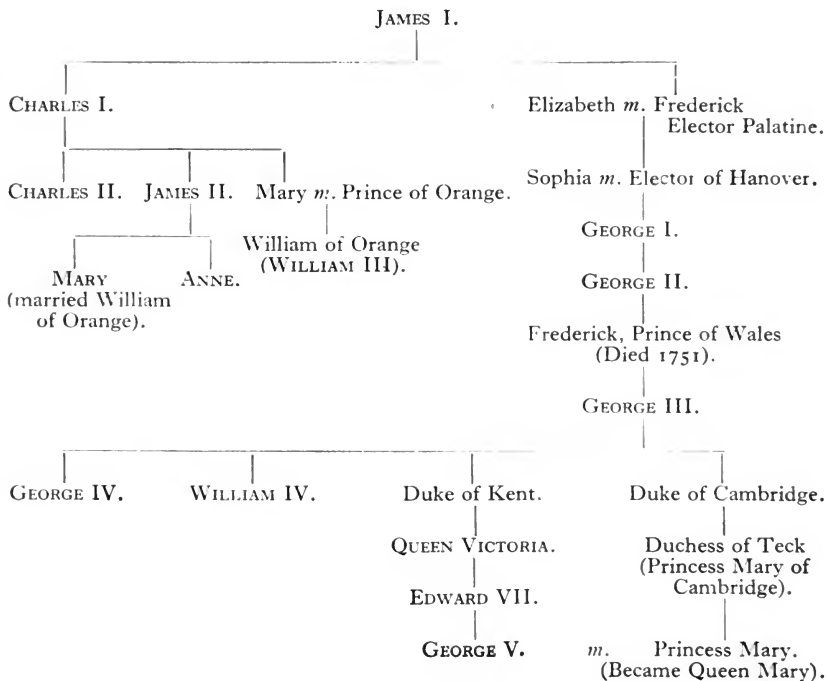 JAMES I.
CHARLES I.
Elizabeth m. Frederick
Elector Palatine.
CHARLES II. JAMES II. Mary m. Prince of Orange.
Sophia m. Elector of Hanover.
William of Orange
(WILLIAM III).
GEORGE I.
MARY
(married William
of Orange).
ANNE.
GEORGE II.
Frederick, Prince of Wales
(Died 1751).
GEORGE III.
GEORGE IV. WILLIAM IV. Duke of Kent. Duke of Cambridge.
QUEEN VICTORIA.
Duchess of Teck
(Princess Mary of
Cambridge).
EDWARD VII.
GEORGE V. m. Princess Mary.
(Became Queen Mary).